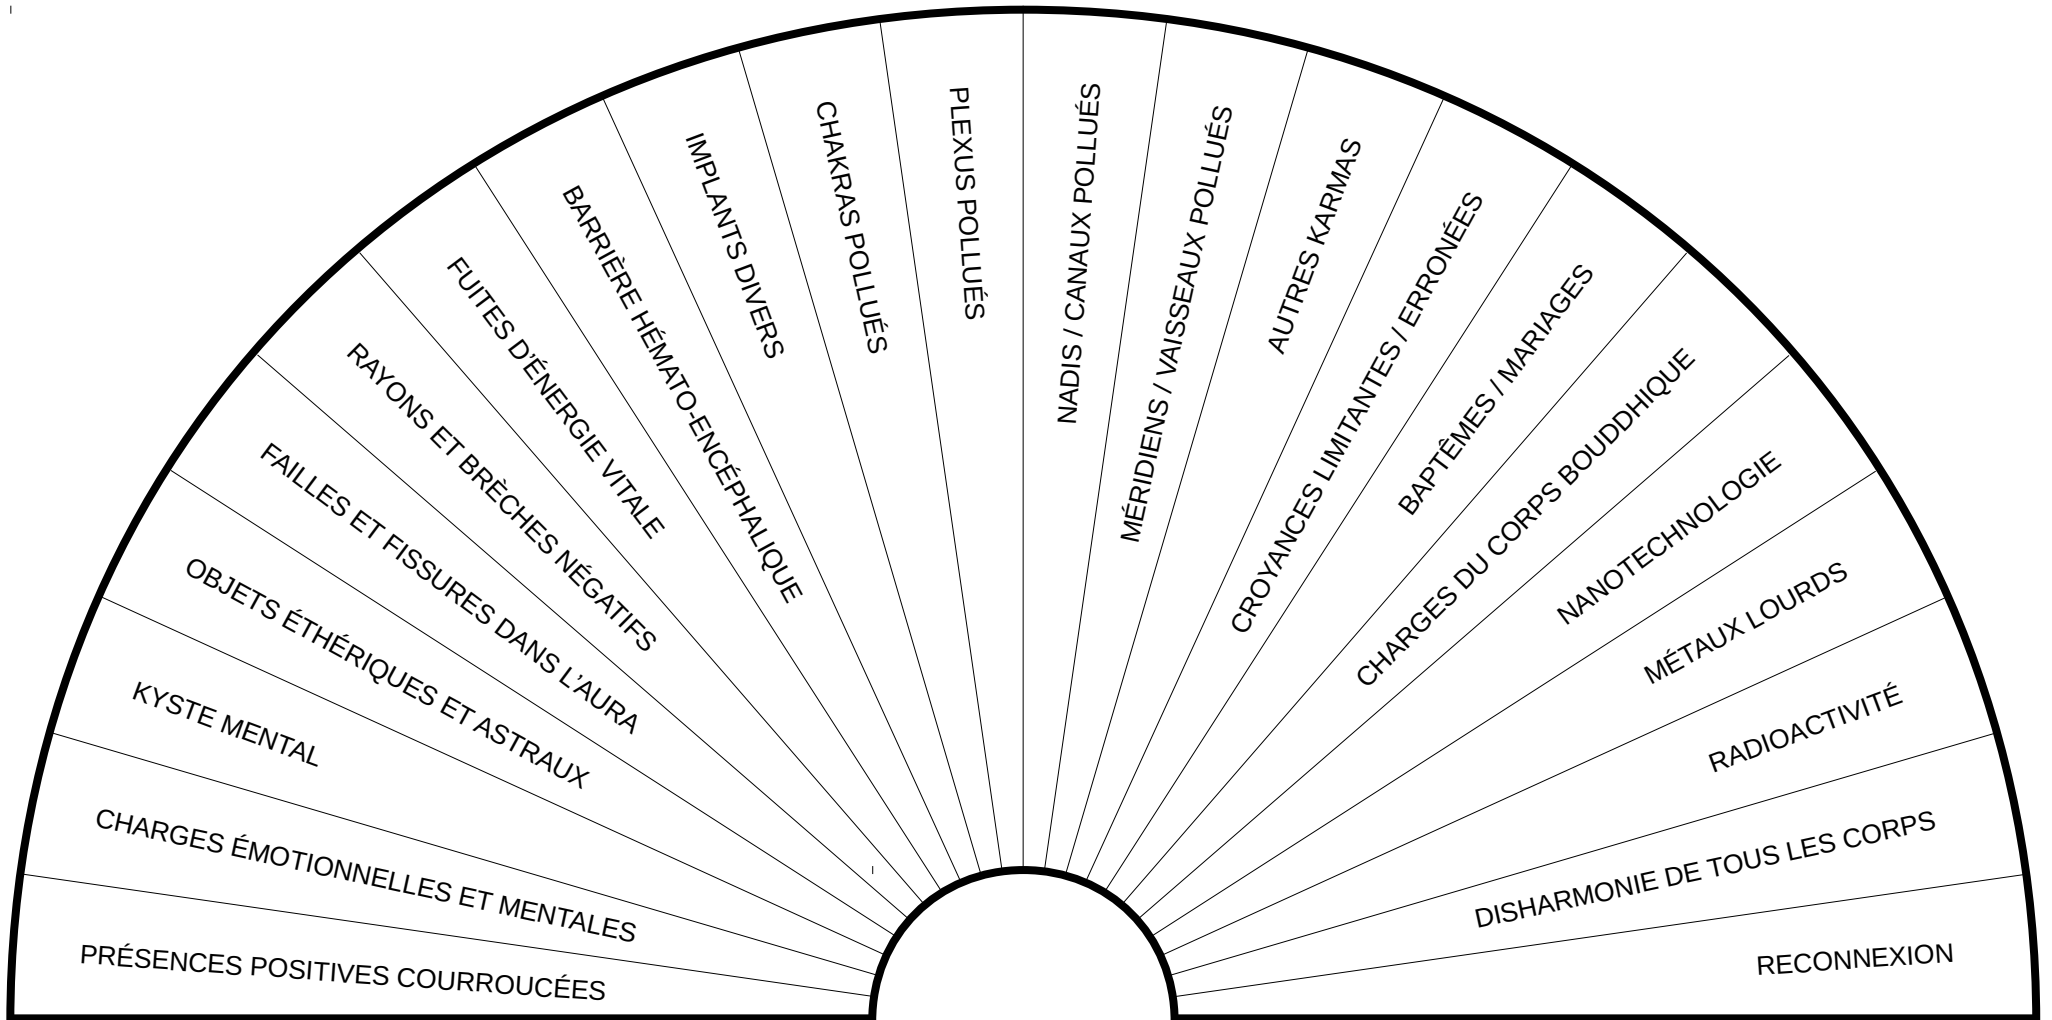 PRÉSENCES POSITIVES COURROUCÉES
CHARGES ÉMOTIONNELLES ET MENTALES
KYSTE MENTAL
OBJETS ÉTHÉRIQUES ET ASTRAUX
FAILLES ET FISSURES DANS L'AURA
RAYONS ET BRÈCHES NÉGATIFS
FUITES D'ÉNERGIE VITALE
BARRIÈRE HÉMATO-ENCÉPHALIQUE
IMPLANTS DIVERS
CHAKRAS POLLUÉS
PLEXUS POLLUÉS
NADIS / CANAUX POLLUÉS
MÉRIDIENS / VAISSEAUX POLLUÉS
AUTRES KARMAS
CROYANCES LIMITANTES / ERRONÉES
BAPTÊMES / MARIAGES
CHARGES DU CORPS BOUDDHIQUE
NANOTECHNOLOGIE
MÉTAUX LOURDS
RADIOACTIVITÉ
DISHARMONIE DE TOUS LES CORPS
RECONNEXION